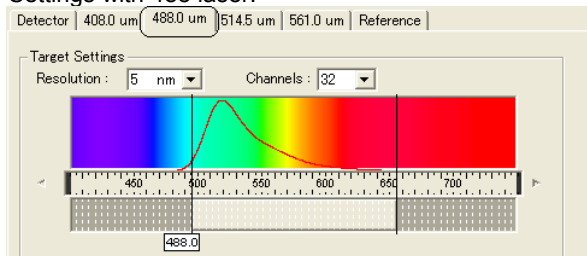 Settings with 488 laser.
Detector 408.0 um 488.0 um 514.5 um 561.0 um Reference
Target Settings
Resolution : 5 nm Channels : 32
450 500 550 600 650 700
488.0